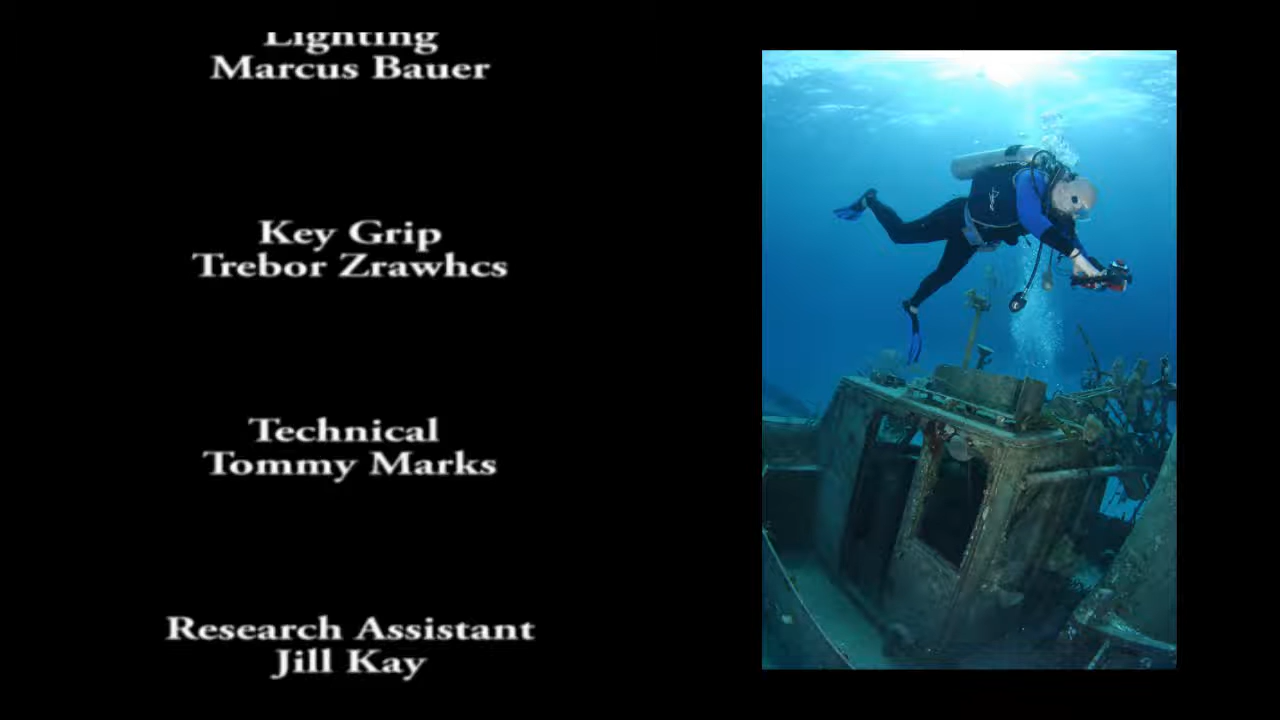 Lighting
Marcus Bauer
Key Grip
Trebor Zrawhcs
Technical
Tommy Marks
Research Assistant
Jill Kay